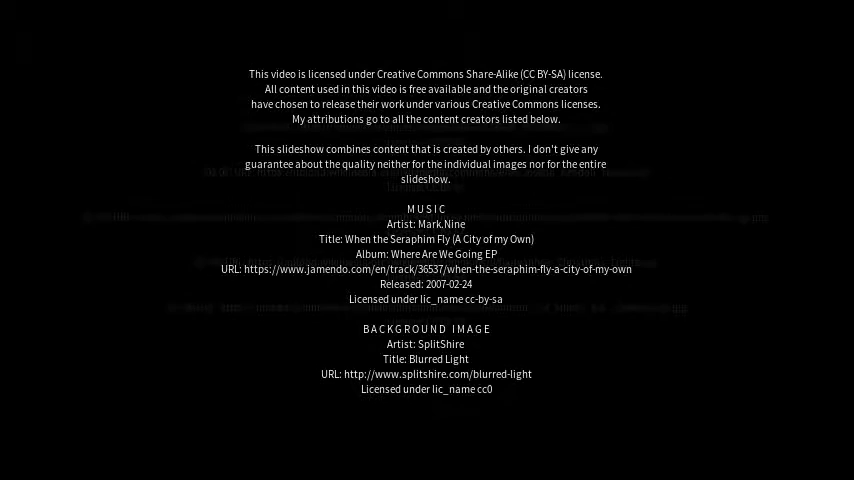 This video is licensed under Creative Commons Share-Alike (CC BY-SA) license.
All content used in this video is free available and the original creators
have chosen to release their work under various Creative Commons licenses.
My attributions go to all the content creators listed below.
This slideshow combines content that is created by others. I don't give any
guarantee about the quality neither for the individual images nor for the entire
slideshow.
MUSIC
Artist: Mark.Nine
Title: When the Seraphim Fly (A City of my Own)
Album: Where Are We Going EP
URL: https://www.jamendo.com/en/track/36537/when-the-seraphim-fly-a-city-of-my-own
Released: 2007-02-24
Licensed under lic_name cc-by-sa
BACKGROUND IMAGE
Artist: SplitShire
Title: Blurred Light
URL: http://www.splitshire.com/blurred-light
Licensed under lic_name cc0